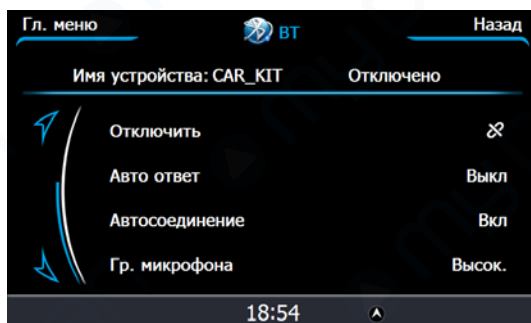 Гл. меню BT Назад
Имя устройства: CAR_KIT Отключено
Отключить
Авто ответ Выкл
Автосоединение Вкл
Гр. микрофона Высок.
18:54